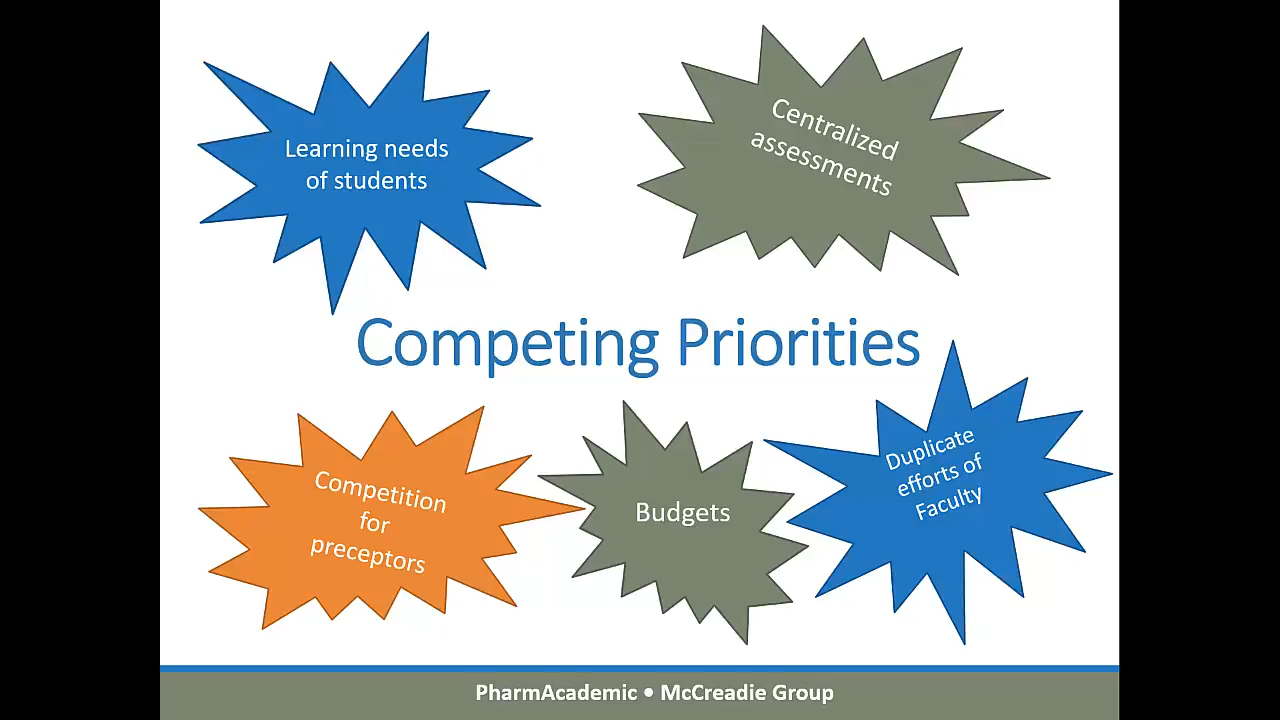 Learning needs
of students
Centralized
assessments
Competing Priorities
Competition
for
preceptors
Budgets
Duplicate
efforts of
Faculty
PharmAcademic • McCreadie Group